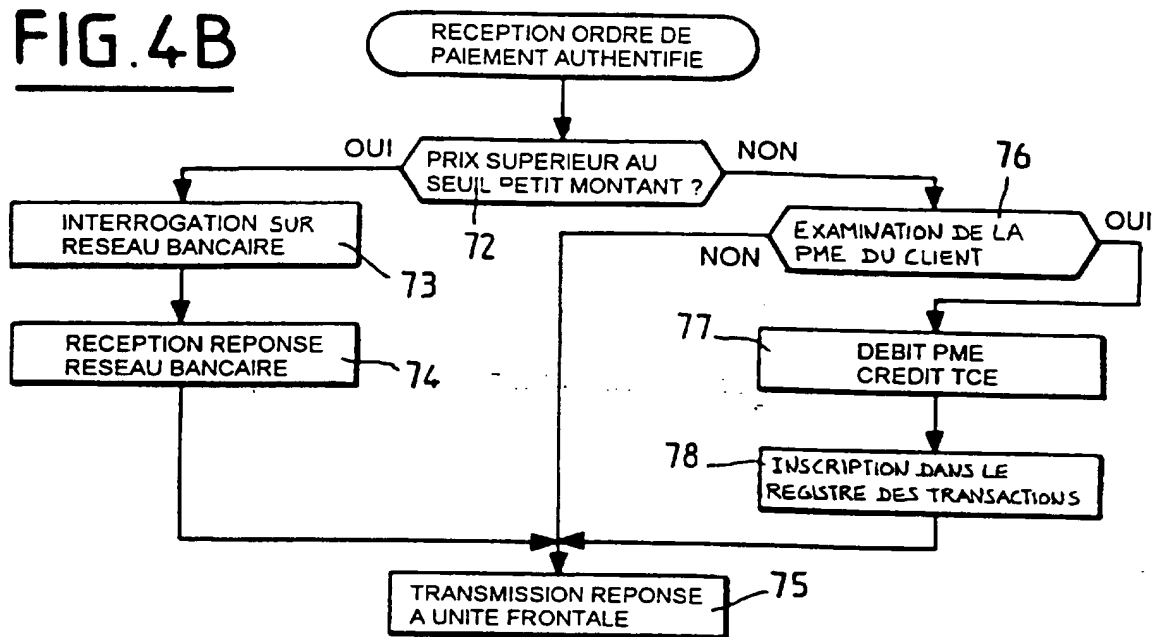 FIG.4B
RECEPTION ORDRE DE
PAIEMENT AUTHENTIFIE
OUI
PRIX SUPERIEUR AU
SEUIL PETIT MONTANT ?
NON
72
76
INTERROGATION SUR
RESEAU BANCAIRE
73
EXAMINATION DE LA
PME DU CLIENT
OUI
NON
RECEPTION REPONSE
RESEAU BANCAIRE
74
77
DEBIT PME
CREDIT TCE
78
INSCRIPTION DANS LE
REGISTRE DES TRANSACTIONS
TRANSMISSION REPONSE
A UNITE FRONTALE
75